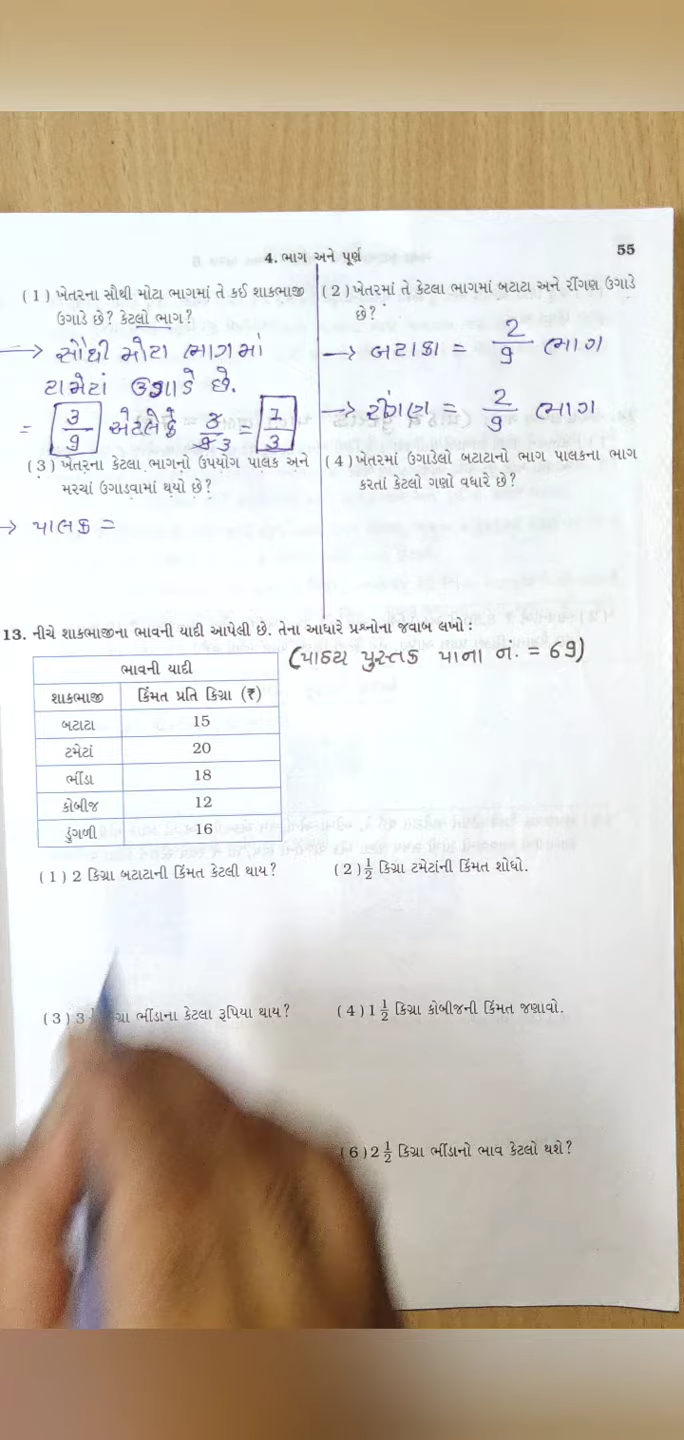 4. ભાગ અને પૂર્ણ
55
(1) ખેતરના સૌથી મોટા ભાગમાં તે કઈ શાકભાજી
ઉગાડે છે? કેટલો ભાગ?
→ સૌથી મોટા ભાગમાં
ટામેટાં ઉગાડે છે.
= 3/9 એટલેકે 3/9 3 = 1/3
(2) ખેતરમાં તે કેટલા ભાગમાં બટાટા અને રીંગણ ઉગાડે
છે?
→ બટાકા = 2/9 ભાગ
→ રીંગણ = 2/9 ભાગ
(3) ખેતરના કેટલા ભાગનો ઉપયોગ પાલક અને
મરચાં ઉગાડવામાં થયો છે?
→ પાલક =
(4) ખેતરમાં ઉગાડેલો બટાટાનો ભાગ પાલકના ભાગ
કરતાં કેટલો ગણો વધારે છે?
13. નીચે શાકભાજીના ભાવની યાદી આપેલી છે. તેના આધારે પ્રશ્નોના જવાબ લખો :
(પાઠય પુસ્તક પાના નં. = 69)
ભાવની યાદી
શાકભાજી કિંમત પ્રતિ કિગ્રા (₹)
બટાટા 15
ટમેટાં 20
ભીંડા 18
કોબીજ 12
ડુંગળી 16
(1) 2 કિગ્રા બટાટાની કિંમત કેટલી થાય?
(2) 1/2 કિગ્રા ટમેટાંની કિંમત શોધો.
(3) 3 ભીંડાના કેટલા રૂપિયા થાય?
(4) 1 1/2 કિગ્રા કોબીજની કિંમત જણાવો.
(6) 2 1/2 કિગ્રા ભીંડાનો ભાવ કેટલો થશે?